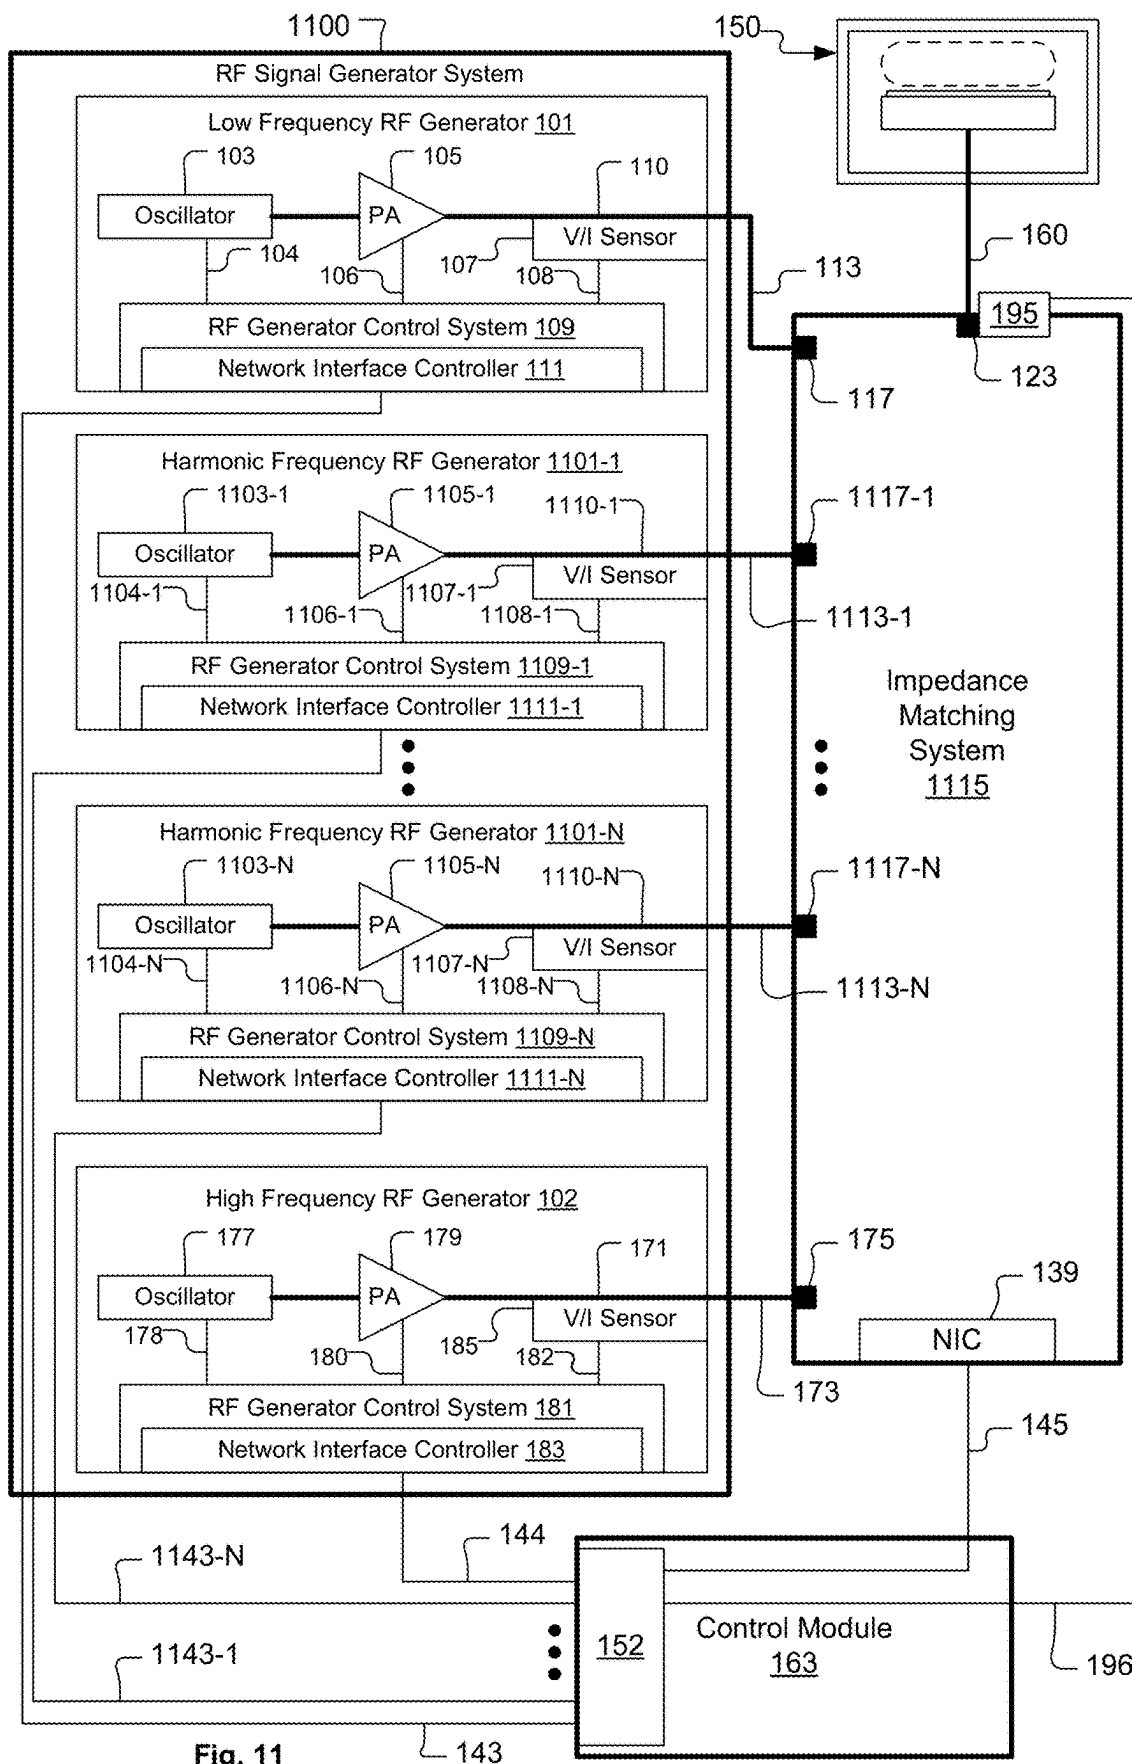 1100
150
RF Signal Generator System
Low Frequency RF Generator 101
103
105
110
Oscillator
PA
V/I Sensor
104
106
107
108
113
160
RF Generator Control System 109
Network Interface Controller 111
195
123
117
Harmonic Frequency RF Generator 1101-1
1103-1
1105-1
1110-1
1117-1
Oscillator
PA
V/I Sensor
1104-1
1106-1
1107-1
1108-1
1113-1
RF Generator Control System 1109-1
Network Interface Controller 1111-1
Impedance
Matching
System
1115
Harmonic Frequency RF Generator 1101-N
1103-N
1105-N
1110-N
1117-N
Oscillator
PA
V/I Sensor
1104-N
1106-N
1107-N
1108-N
1113-N
RF Generator Control System 1109-N
Network Interface Controller 1111-N
High Frequency RF Generator 102
177
179
171
175
Oscillator
PA
V/I Sensor
178
180
185
182
173
139
NIC
RF Generator Control System 181
Network Interface Controller 183
145
144
1143-N
152
Control Module
163
1143-1
196
143
Fig. 11